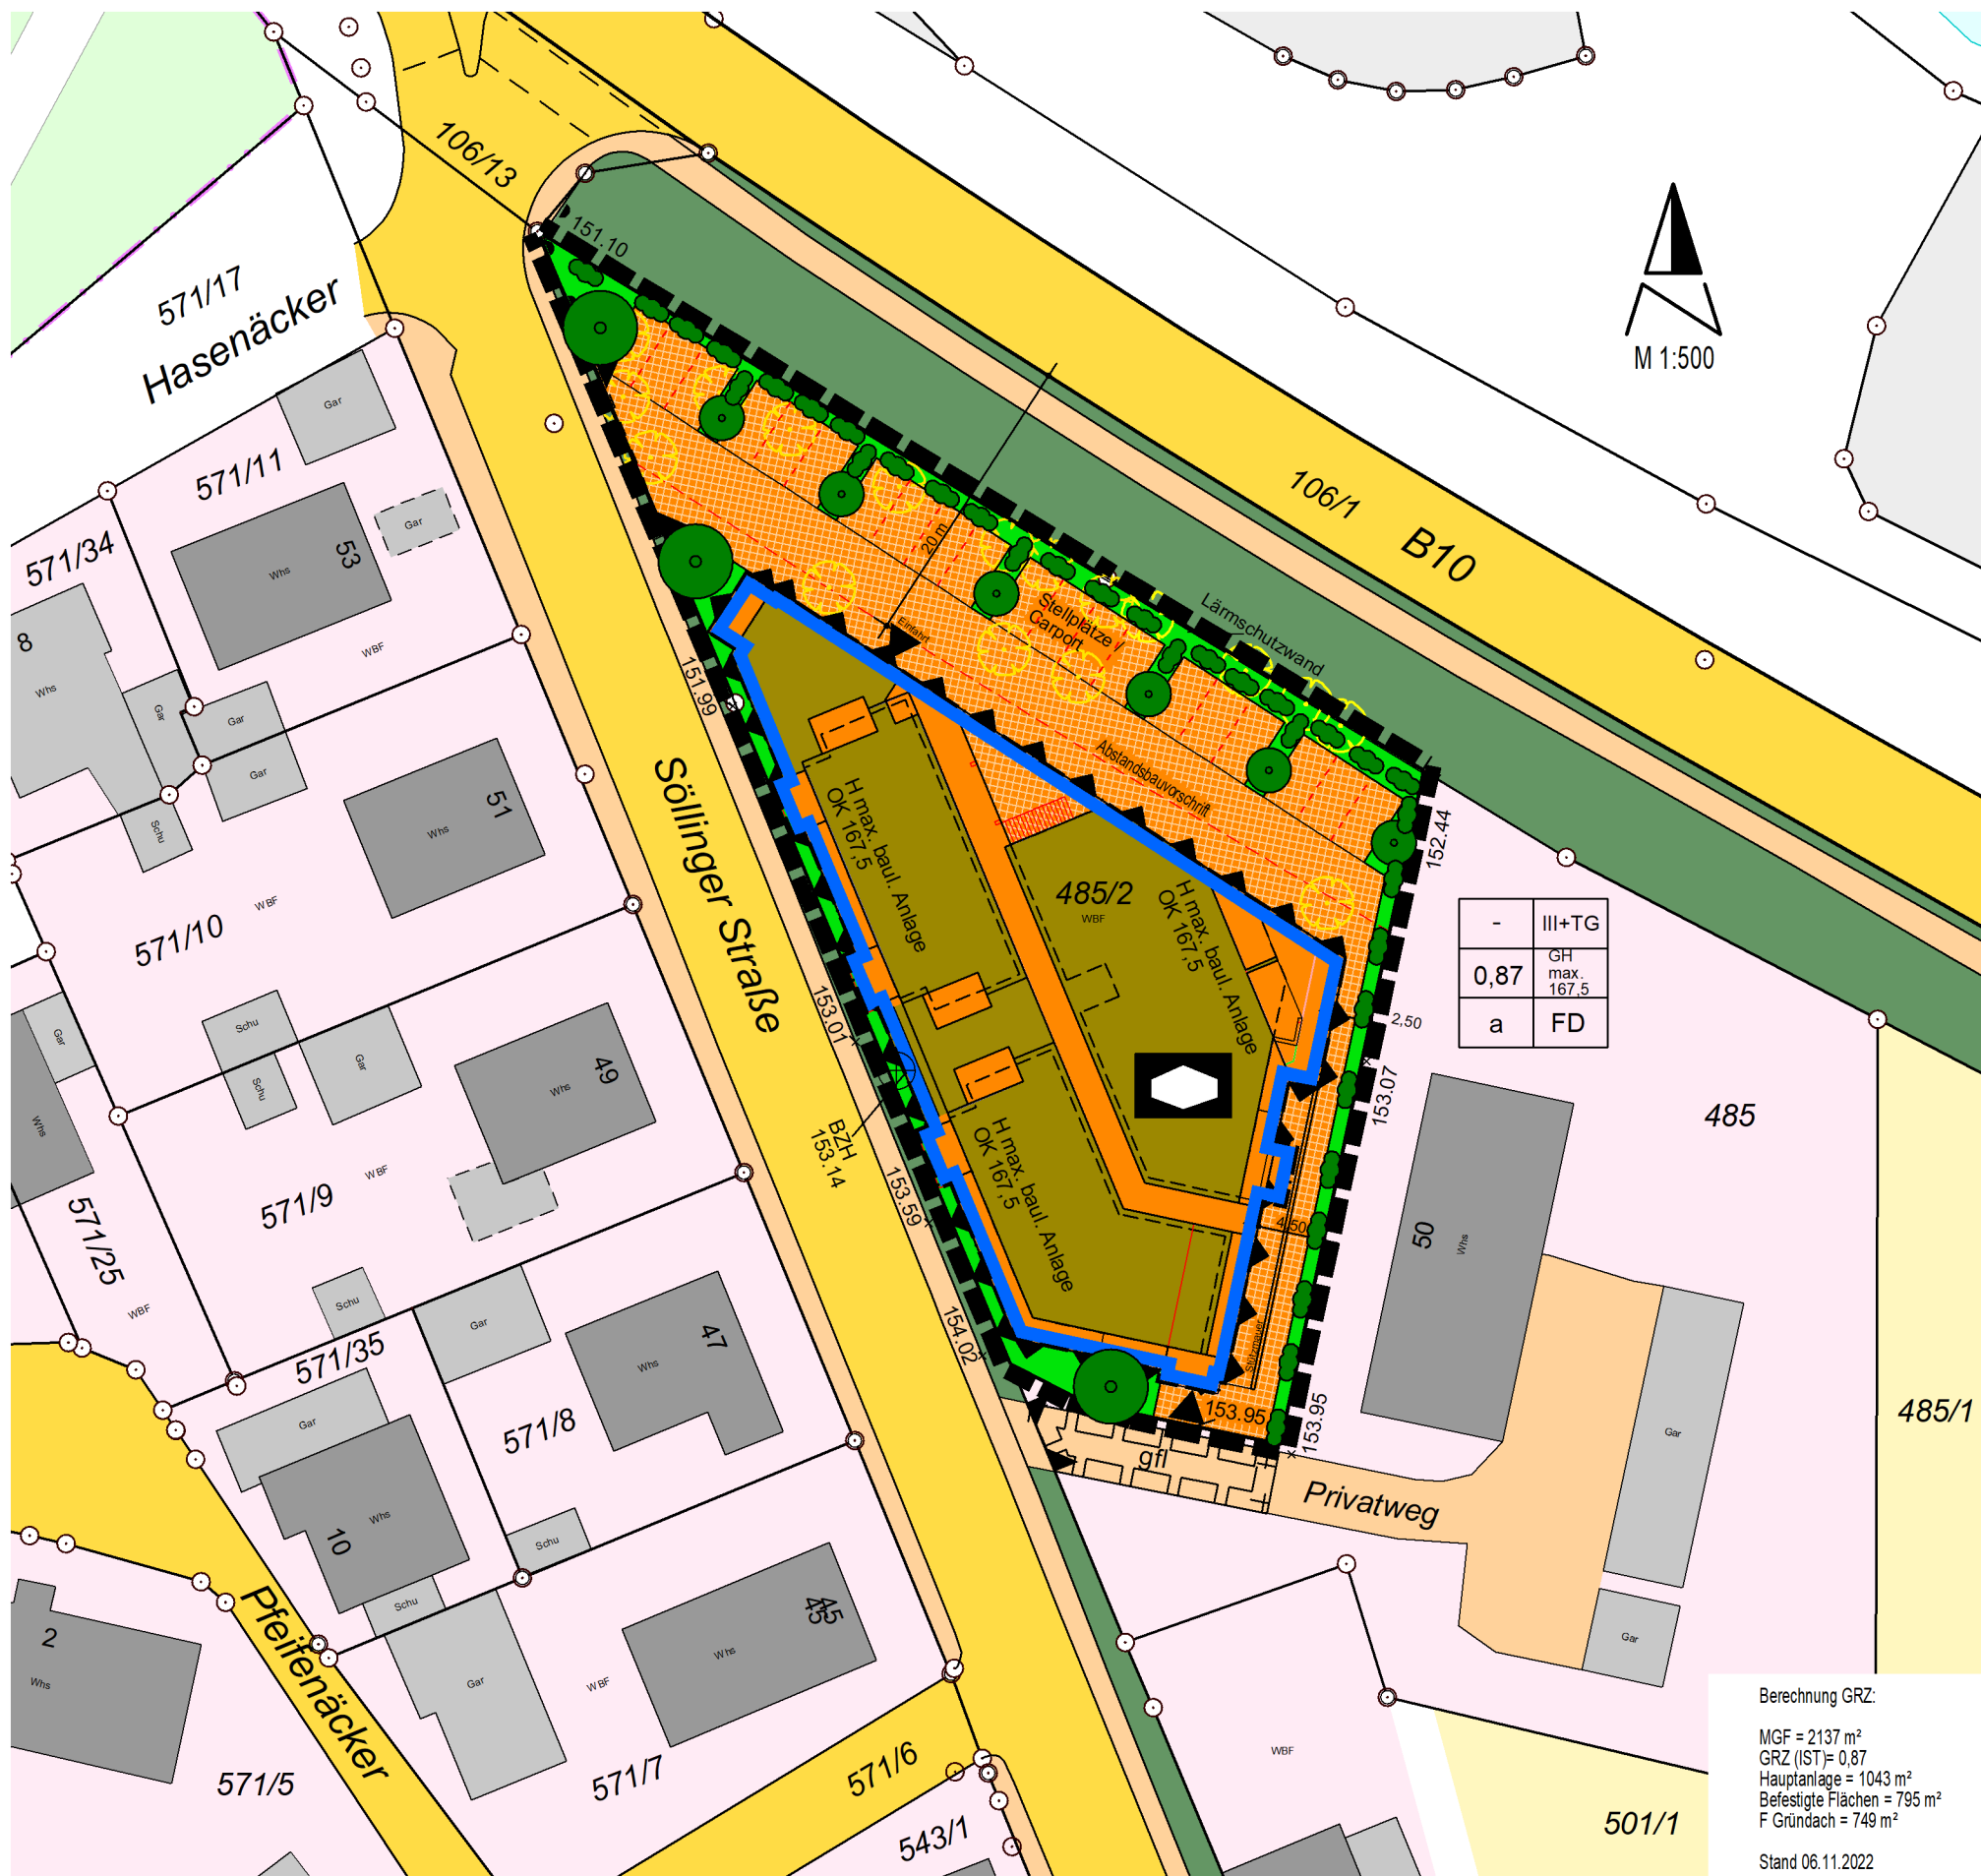 106/13
151.10
571/17
Hasenäcker
M 1:500
Gar
571/11
Gar
53
Whs
WBF
571/34
8
Whs
Gar
Gar
Gar
Schu
106/1
B10
20 m
Einfahrt
Stellplätze /
Carport
Lärmschutzwand
Abstandsbauvorschrift
151.99
Söllinger Straße
51
Whs
571/10
WBF
H max. baul. Anlage
OK 167,5
485/2
WBF
H max. baul. Anlage
OK 167,5
152.44
- III+TG
0,87 GH
max.
167,5
a FD
2,50
153.07
485
153.01
BZH
153.14
153.59
H max. baul. Anlage
OK 167,5
4,50
Stützmauer
50
Whs
Schu
Schu
Gar
49
Whs
Gar
Whs
571/9
WBF
571/25
WBF
Schu
Gar
571/35
47
Whs
154.02
153.95
153.95
gfl
Privatweg
Gar
485/1
Gar
571/8
Gar
10
Whs
Schu
Schu
Pfeifenäcker
2
Whs
45
45
Whs
Gar
WBF
571/5
571/7
571/6
543/1
WBF
501/1
Berechnung GRZ:
MGF = 2137 m²
GRZ (IST)= 0,87
Hauptanlage = 1043 m²
Befestigte Flächen = 795 m²
F Gründach = 749 m²
Stand 06.11.2022